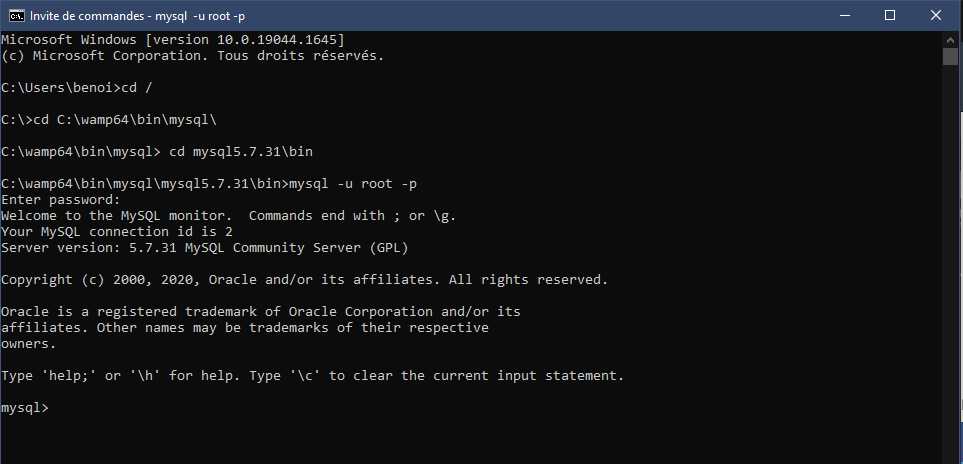 Invite de commandes - mysql  -u root -p
Microsoft Windows [version 10.0.19044.1645]
(c) Microsoft Corporation. Tous droits réservés.
C:\Users\benoi>cd /
C:\>cd C:\wamp64\bin\mysql\
C:\wamp64\bin\mysql> cd mysql5.7.31\bin
C:\wamp64\bin\mysql\mysql5.7.31\bin>mysql -u root -p
Enter password:
Welcome to the MySQL monitor.  Commands end with ; or \g.
Your MySQL connection id is 2
Server version: 5.7.31 MySQL Community Server (GPL)
Copyright (c) 2000, 2020, Oracle and/or its affiliates. All rights reserved.
Oracle is a registered trademark of Oracle Corporation and/or its
affiliates. Other names may be trademarks of their respective
owners.
Type 'help;' or '\h' for help. Type '\c' to clear the current input statement.
mysql>